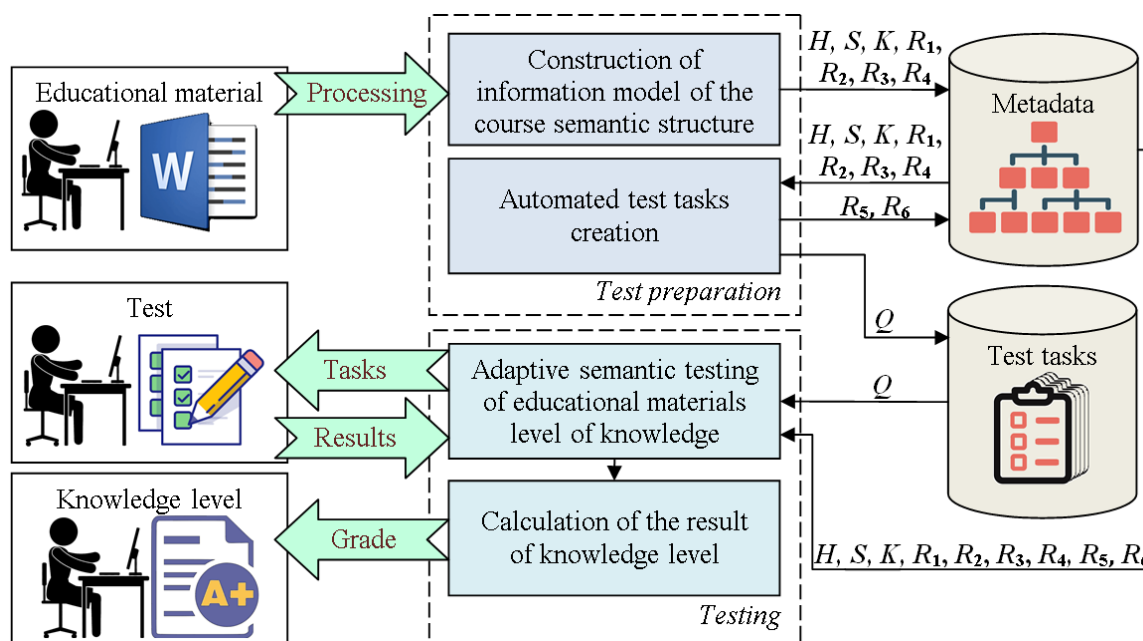 Educational material
W
Processing
Construction of
information model of the
course semantic structure
H, S, K, R1,
R2, R3, R4
Metadata
Automated test tasks
creation
H, S, K, R1,
R2, R3, R4
R5, R6
Test preparation
Q
Test tasks
Test
Tasks
Results
Adaptive semantic testing
of educational materials
level of knowledge
Q
Knowledge level
A+
Grade
Calculation of the result
of knowledge level
Testing
H, S, K, R1, R2, R3, R4, R5, R6